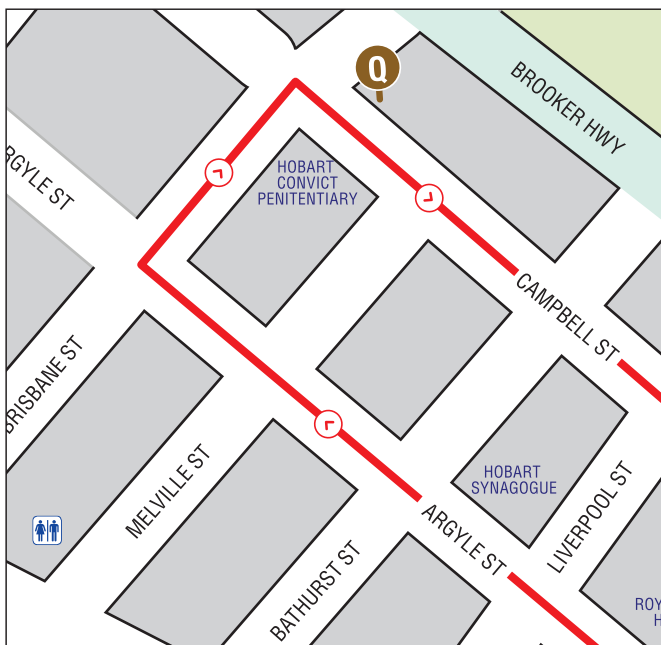 Q
BROOKER HWY
HOBART
CONVICT
PENITENTIARY
RGYLE ST
CAMPBELL ST
BRISBANE ST
MELVILLE ST
HOBART
SYNAGOGUE
ARGYLE ST
LIVERPOOL ST
BATHURST ST
ROY
H